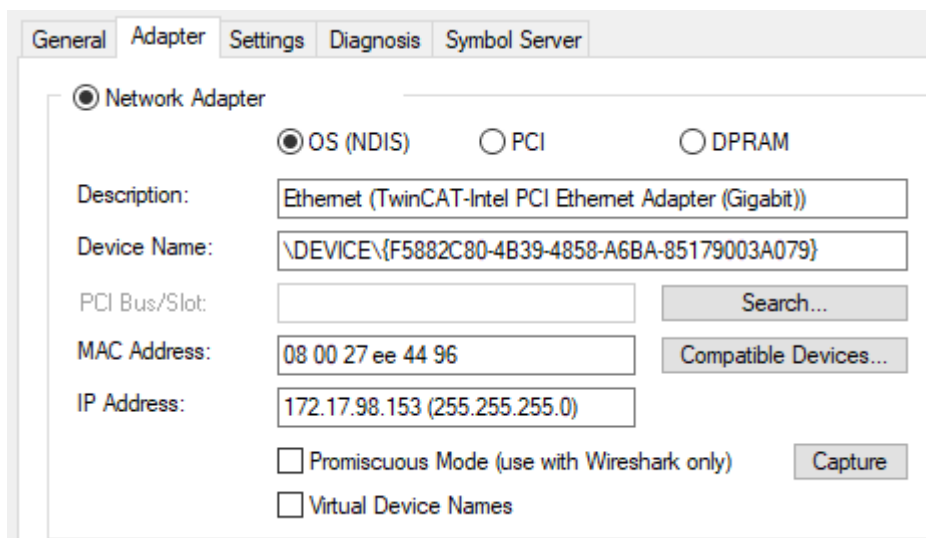 General Adapter Settings Diagnosis Symbol Server
Network Adapter
OS (NDIS) PCI DPRAM
Description: Ethernet (TwinCAT-Intel PCI Ethernet Adapter (Gigabit))
Device Name: \DEVICE\{F5882C80-4B39-4858-A6BA-85179003A079}
PCI Bus/Slot: Search...
MAC Address: 08 00 27 ee 44 96 Compatible Devices...
IP Address: 172.17.98.153 (255.255.255.0)
Promiscuous Mode (use with Wireshark only) Capture
Virtual Device Names